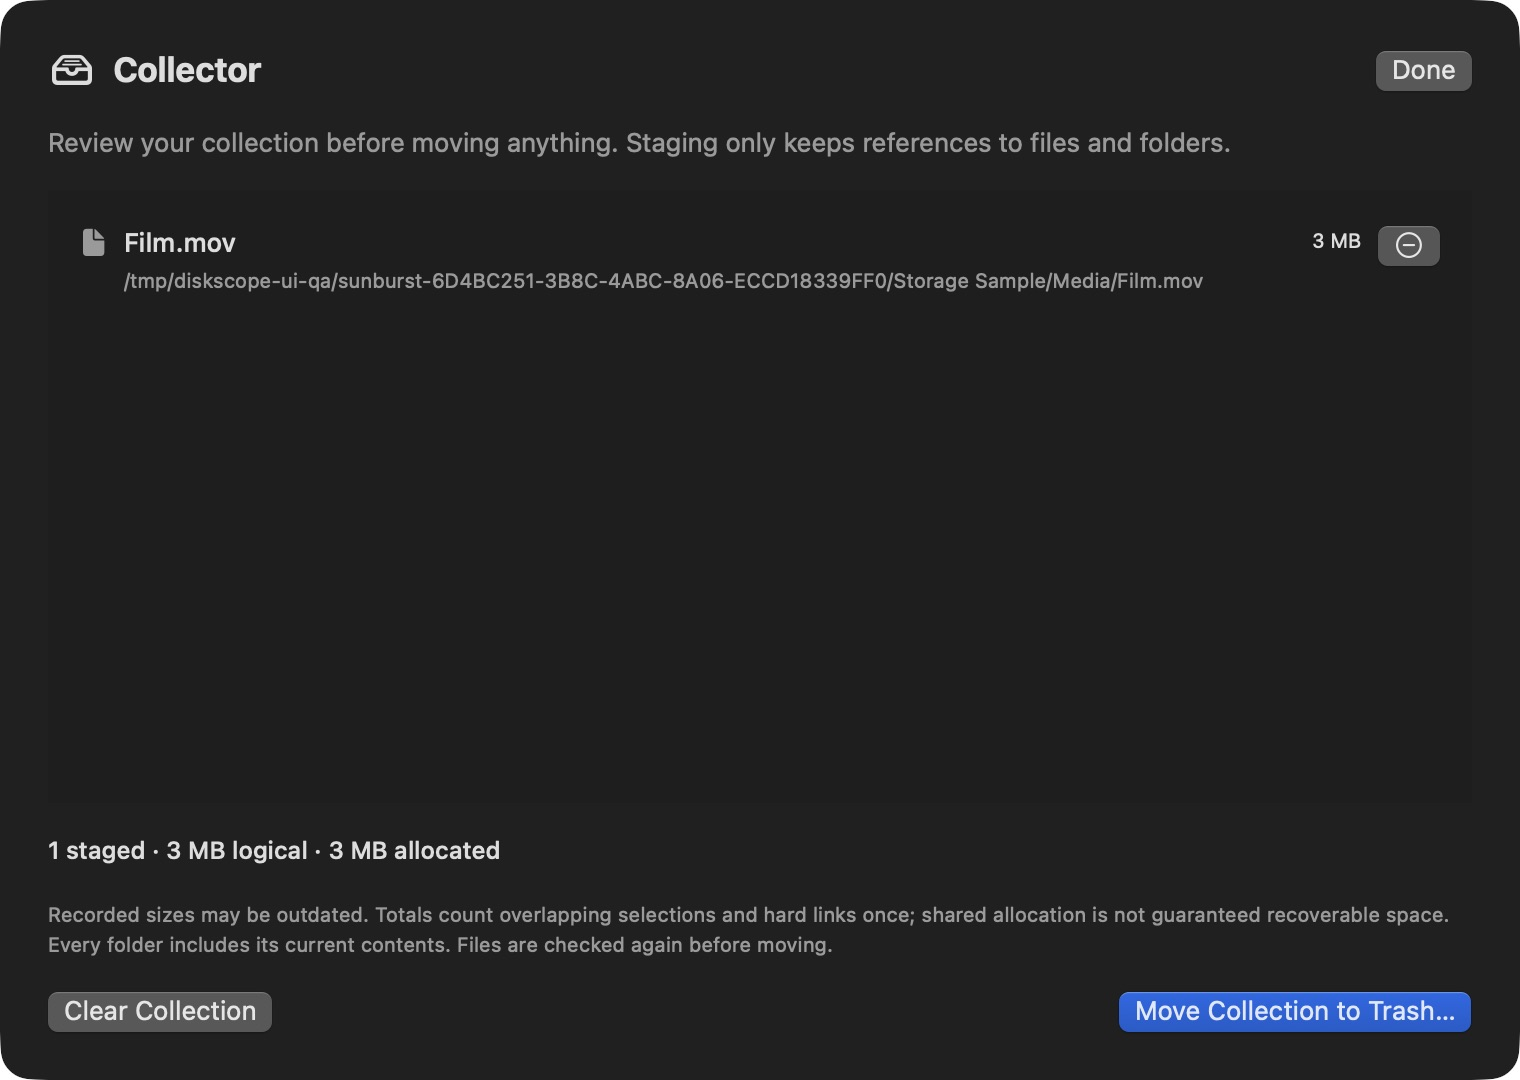 Collector
Done
Review your collection before moving anything. Staging only keeps references to files and folders.
Film.mov
3 MB
/tmp/diskscope-ui-qa/sunburst-6D4BC251-3B8C-4ABC-8A06-ECCD18339FF0/Storage Sample/Media/Film.mov
1 staged · 3 MB logical · 3 MB allocated
Recorded sizes may be outdated. Totals count overlapping selections and hard links once; shared allocation is not guaranteed recoverable space.
Every folder includes its current contents. Files are checked again before moving.
Clear Collection
Move Collection to Trash...